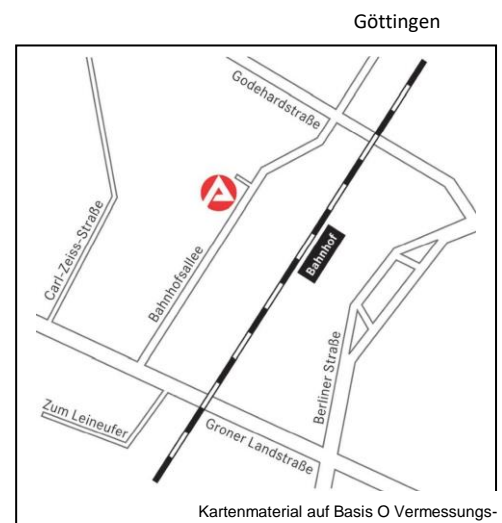 Göttingen
Godehardstraße
Carl-Zeiss-Straße
Bahnhofsallee
Bahnhof
Berliner Straße
Zum Leineufer
Groner Landstraße
Kartenmaterial auf Basis O Vermessungs-